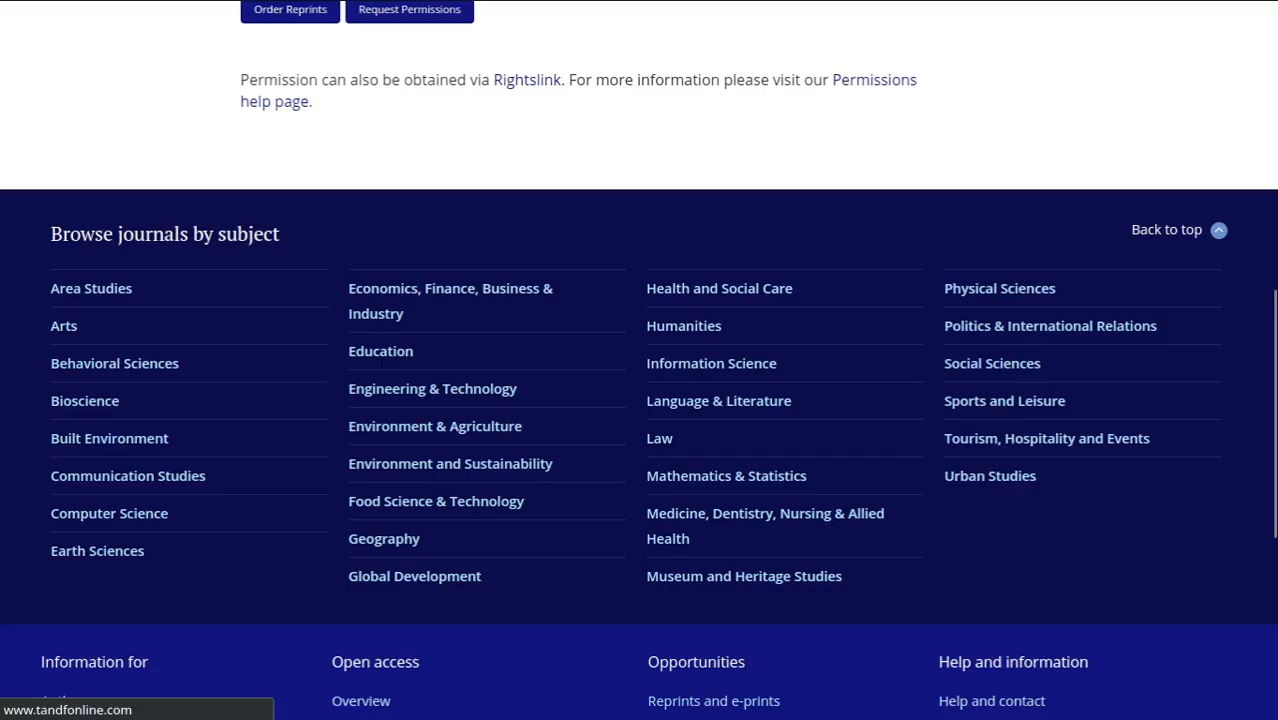 Order Reprints
Request Permissions
Permission can also be obtained via Rightslink. For more information please visit our Permissions
help page.
Browse journals by subject
Back to top
Area Studies
Arts
Behavioral Sciences
Bioscience
Built Environment
Communication Studies
Computer Science
Earth Sciences
Economics, Finance, Business &
Industry
Education
Engineering & Technology
Environment & Agriculture
Environment and Sustainability
Food Science & Technology
Geography
Global Development
Health and Social Care
Humanities
Information Science
Language & Literature
Law
Mathematics & Statistics
Medicine, Dentistry, Nursing & Allied
Health
Museum and Heritage Studies
Physical Sciences
Politics & International Relations
Social Sciences
Sports and Leisure
Tourism, Hospitality and Events
Urban Studies
Information for
Open access
Overview
Opportunities
Reprints and e-prints
Help and information
Help and contact
www.tandfonline.com